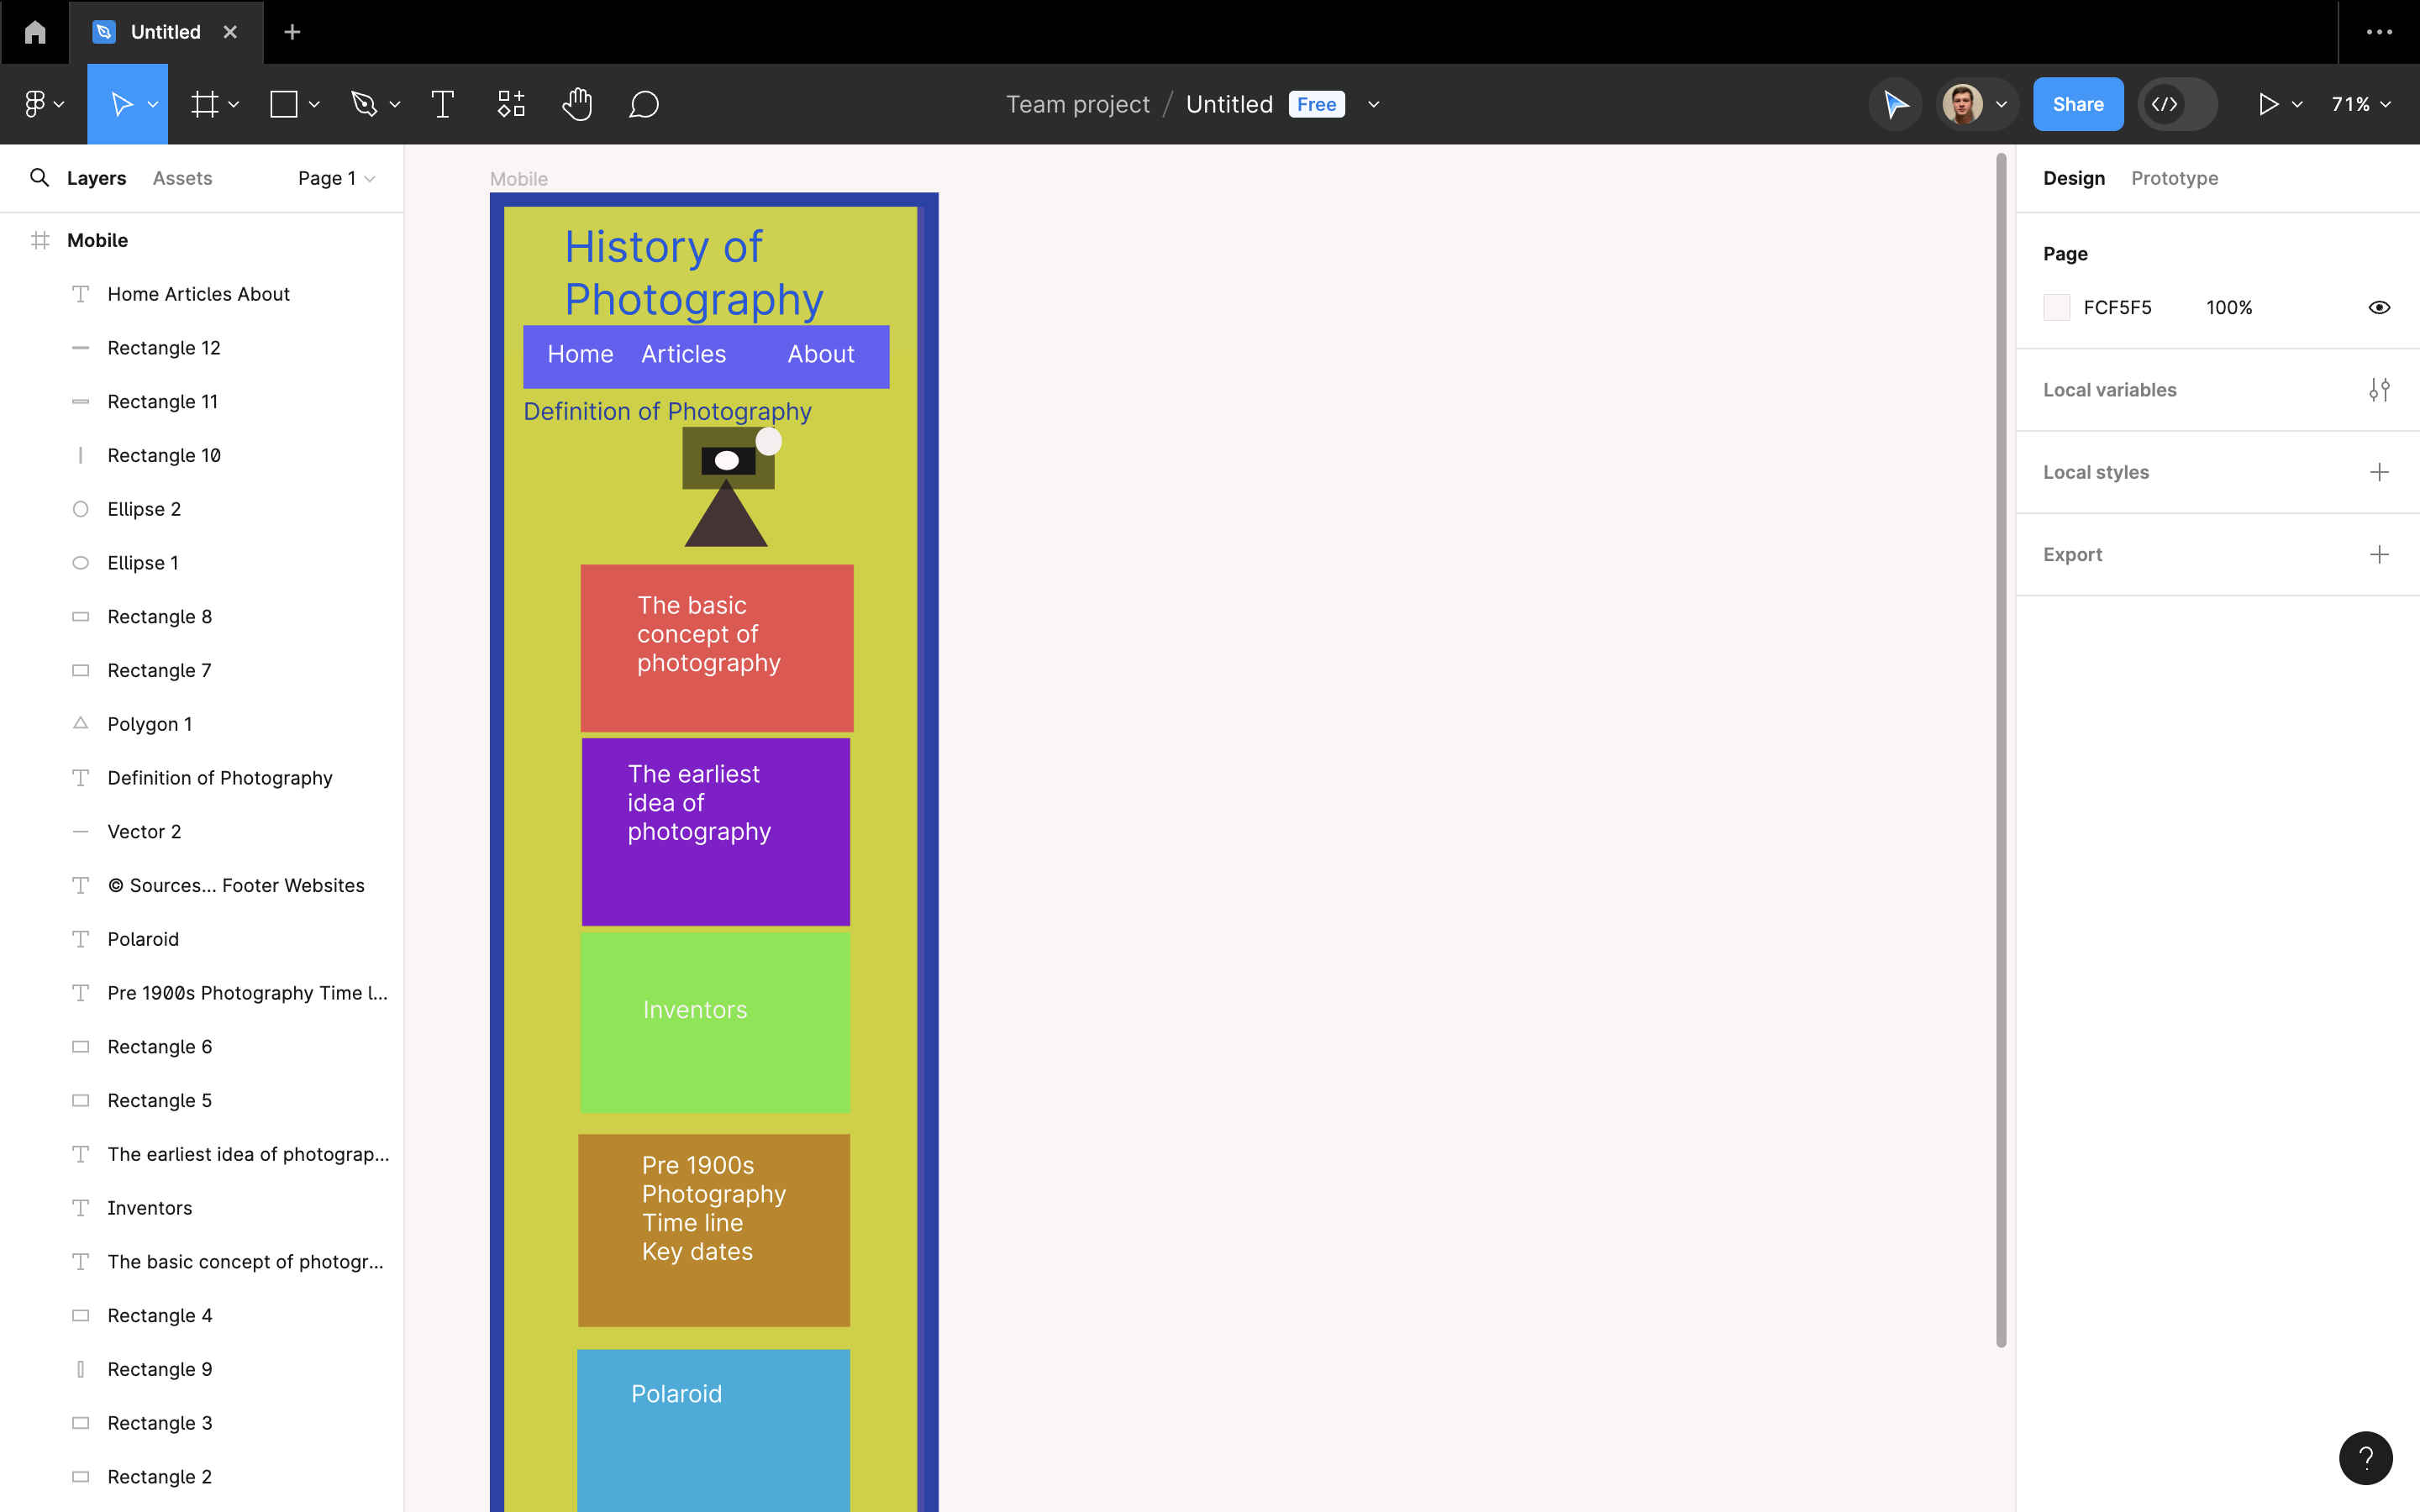 Untitled
Team project / Untitled Free
Share
71%
Layers Assets Page 1
Mobile
Home Articles About
Rectangle 12
Rectangle 11
Rectangle 10
Ellipse 2
Ellipse 1
Rectangle 8
Rectangle 7
Polygon 1
Definition of Photography
Vector 2
© Sources... Footer Websites
Polaroid
Pre 1900s Photography Time l...
Rectangle 6
Rectangle 5
The earliest idea of photograp...
Inventors
The basic concept of photogr...
Rectangle 4
Rectangle 9
Rectangle 3
Rectangle 2
Mobile
History of
Photography
Home Articles About
Definition of Photography
The basic
concept of
photography
The earliest
idea of
photography
Inventors
Pre 1900s
Photography
Time line
Key dates
Polaroid
Design Prototype
Page
FCF5F5 100%
Local variables
Local styles
Export
?